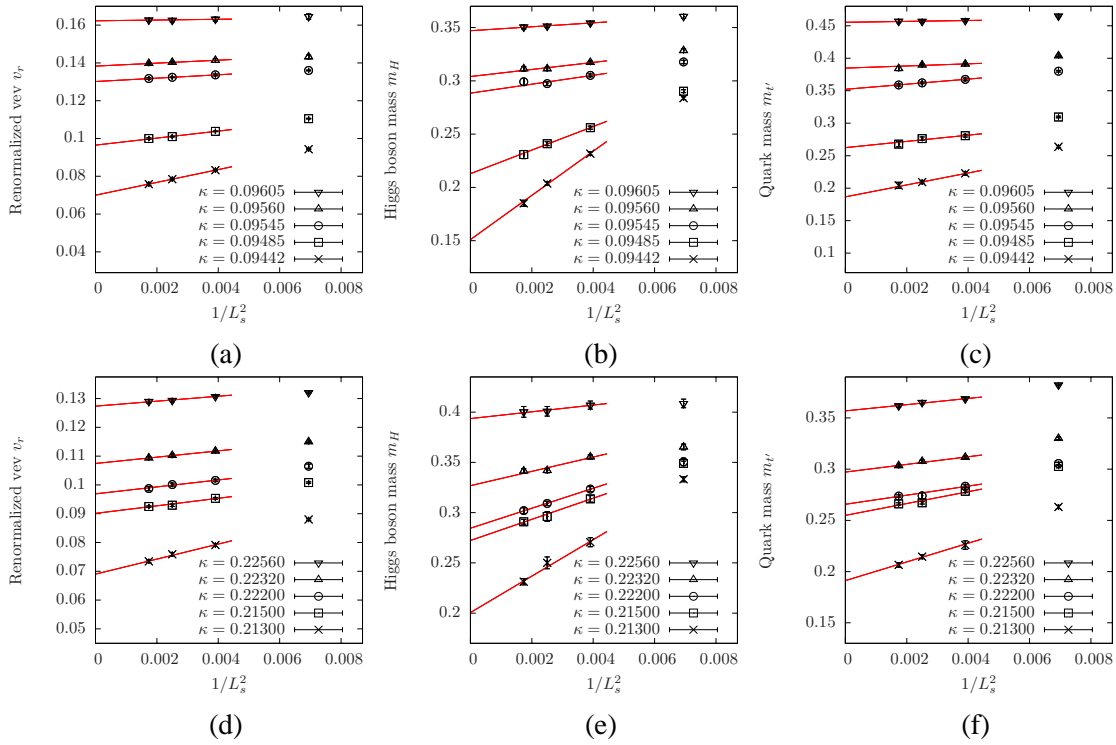 Renormalized vev v_r
0.16
0.14
0.12
0.1
0.08
0.06
0.04
κ = 0.09605
κ = 0.09560
κ = 0.09545
κ = 0.09485
κ = 0.09442
0
0.002
0.004
0.006
0.008
1/L_s^2
(a)
Higgs boson mass m_H
0.35
0.3
0.25
0.2
0.15
κ = 0.09605
κ = 0.09560
κ = 0.09545
κ = 0.09485
κ = 0.09442
0
0.002
0.004
0.006
0.008
1/L_s^2
(b)
Quark mass m_{t'}
0.45
0.4
0.35
0.3
0.25
0.2
0.15
0.1
κ = 0.09605
κ = 0.09560
κ = 0.09545
κ = 0.09485
κ = 0.09442
0
0.002
0.004
0.006
0.008
1/L_s^2
(c)
Renormalized vev v_r
0.13
0.12
0.11
0.1
0.09
0.08
0.07
0.06
0.05
κ = 0.22560
κ = 0.22320
κ = 0.22200
κ = 0.21500
κ = 0.21300
0
0.002
0.004
0.006
0.008
1/L_s^2
(d)
Higgs boson mass m_H
0.4
0.35
0.3
0.25
0.2
κ = 0.22560
κ = 0.22320
κ = 0.22200
κ = 0.21500
κ = 0.21300
0
0.002
0.004
0.006
0.008
1/L_s^2
(e)
Quark mass m_{t'}
0.35
0.3
0.25
0.2
0.15
κ = 0.22560
κ = 0.22320
κ = 0.22200
κ = 0.21500
κ = 0.21300
0
0.002
0.004
0.006
0.008
1/L_s^2
(f)